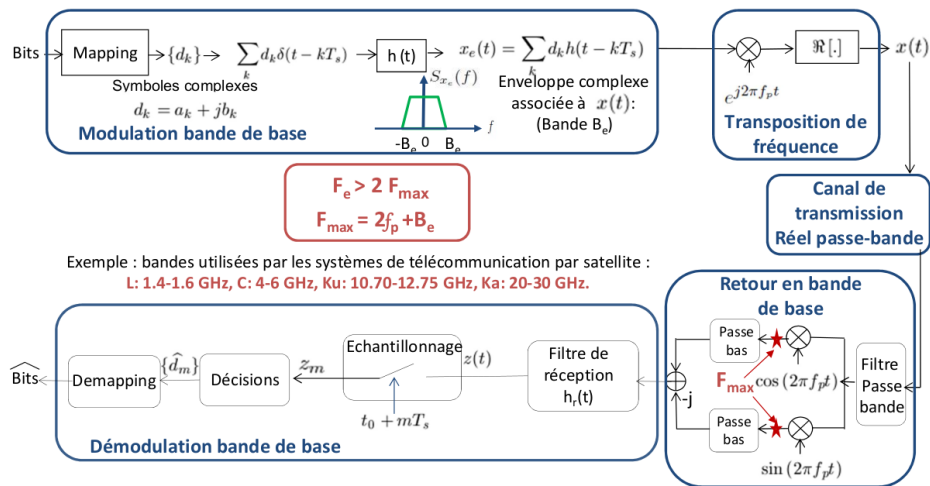 Bits
Mapping
{d_k}
\sum_k d_k δ(t − kT_s)
h (t)
x_e(t) = \sum_k d_k h(t − kT_s)
ℜ [.]
x(t)
e^{j2πf_p t}
Symboles complexes
d_k = a_k + jb_k
S_{x_e}(f)
f
-B_e 0 B_e
Enveloppe complexe
associée à x(t):
(Bande B_e)
Modulation bande de base
Transposition de
fréquence
F_e > 2 F_max
F_max = 2f_p +B_e
Canal de
transmission
Réel passe-bande
Exemple : bandes utilisées par les systèmes de télécommunication par satellite :
L: 1.4-1.6 GHz, C: 4-6 GHz, Ku: 10.70-12.75 GHz, Ka: 20-30 GHz.
Retour en bande
de base
Passe
bas
F_max
cos (2πf_p t)
-j
Passe
bas
sin (2πf_p t)
Filtre
Passe
bande
\widehat{Bits}
Demapping
{\widehat{d}_m}
Décisions
z_m
Echantillonnage
t_0 + mT_s
z(t)
Filtre de
réception
h_r(t)
Démodulation bande de base